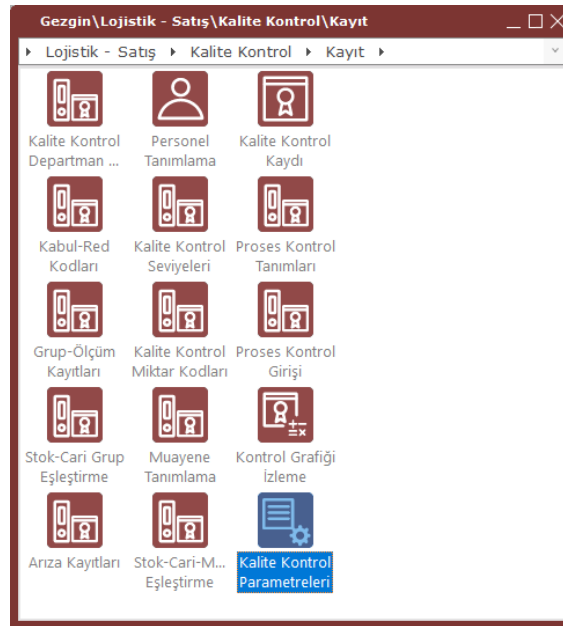 Gezgin\Lojistik - Satış\Kalite Kontrol\Kayıt
Lojistik - Satış Kalite Kontrol Kayıt
Kalite Kontrol
Departman ...
Personel
Tanımlama
Kalite Kontrol
Kaydı
Kabul-Red
Kodları
Kalite Kontrol
Seviyeleri
Proses Kontrol
Tanımları
Grup-Ölçüm
Kayıtları
Kalite Kontrol
Miktar Kodları
Proses Kontrol
Girişi
Stok-Cari Grup
Eşleştirme
Muayene
Tanımlama
Kontrol Grafiği
İzleme
Arıza Kayıtları
Stok-Cari-M...
Eşleştirme
Kalite Kontrol
Parametreleri